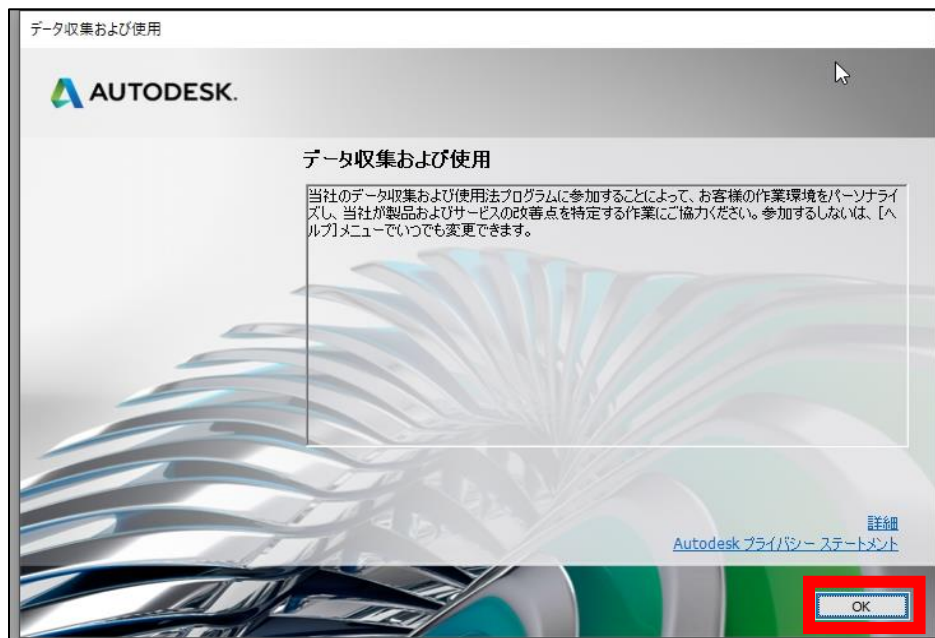 データ収集および使用
AUTODESK.
データ収集および使用
当社のデータ収集および使用法プログラムに参加することによって、お客様の作業環境をパーソナライ
ズし、当社が製品およびサービスの改善点を特定する作業にご協力ください。参加するしないは、[ヘ
ルプ]メニューでいつでも変更できます。
詳細
Autodesk プライバシー ステートメント
OK